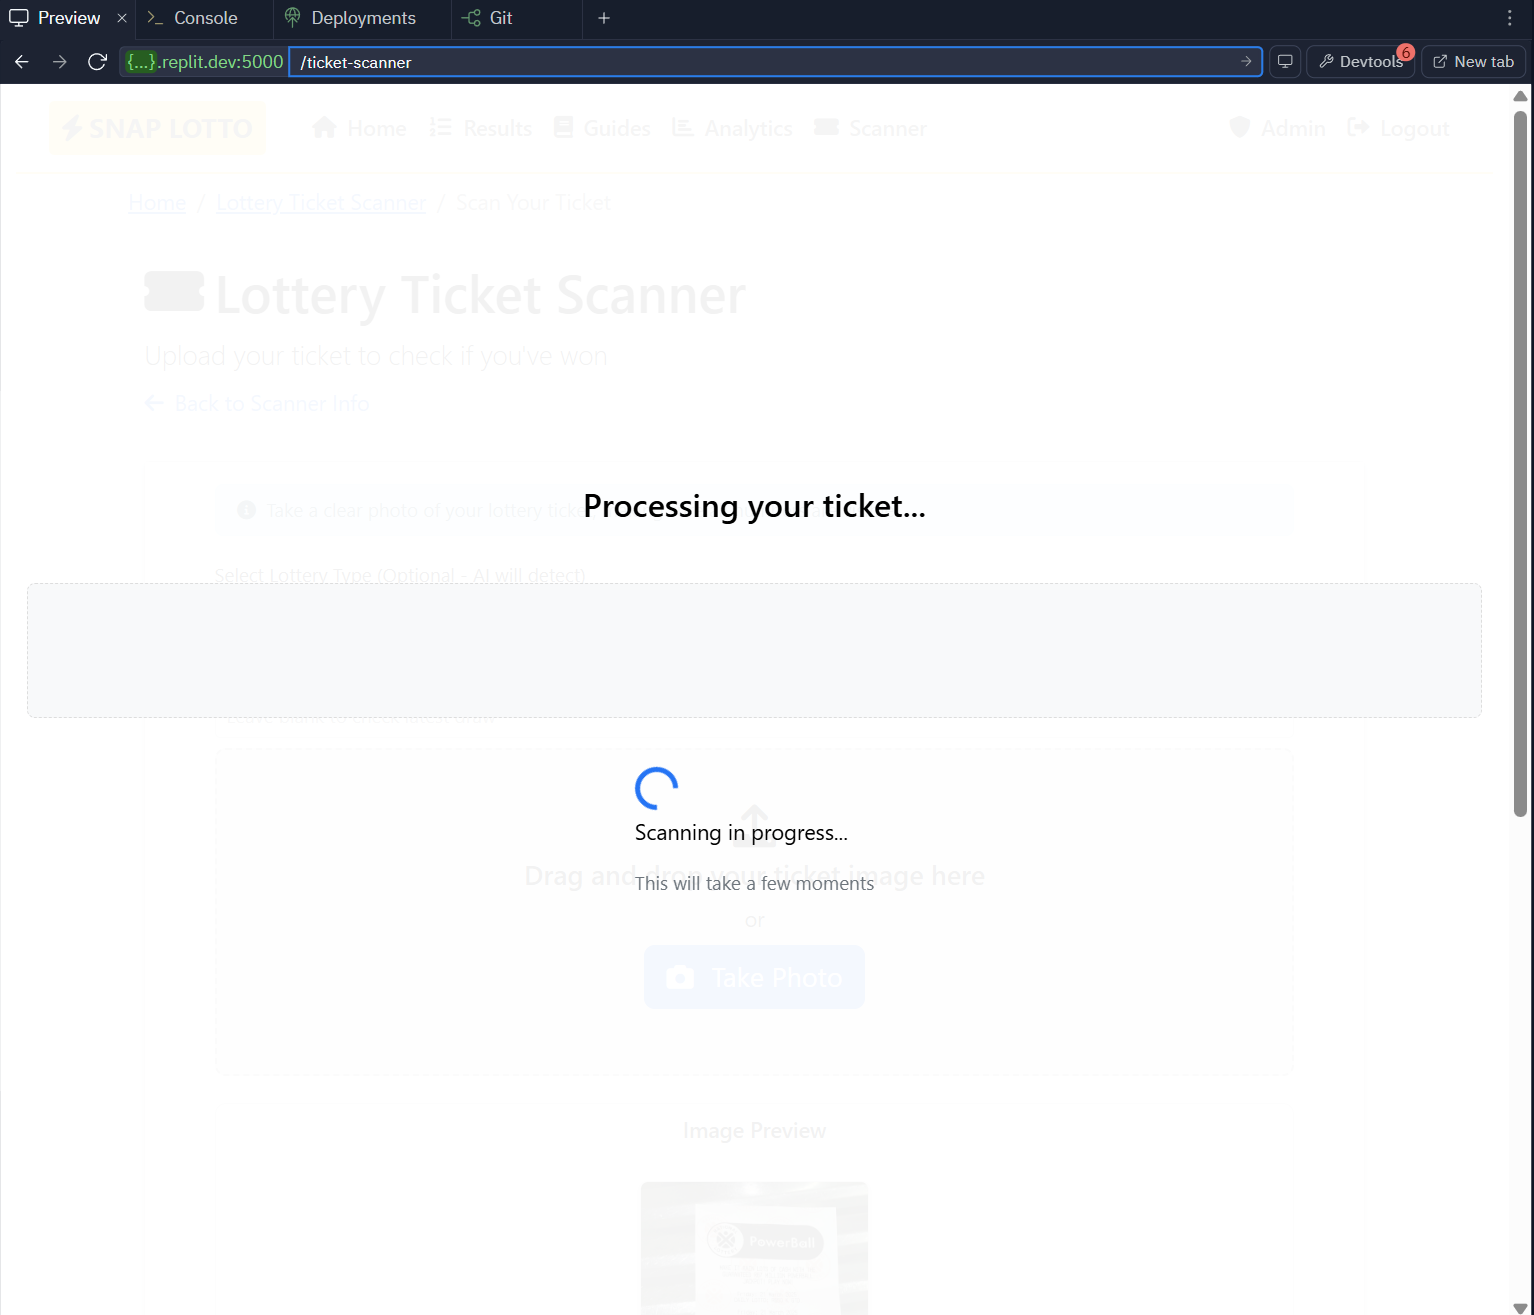 Preview
Console
Deployments
Git
{...}.replit.dev:5000
/ticket-scanner
Devtools
6
New tab
SNAP LOTTO
Home
Results
Guides
Analytics
Scanner
Admin
Logout
Home / Lottery Ticket Scanner / Scan Your Ticket
Lottery Ticket Scanner
Upload your ticket to check if you've won
Back to Scanner Info
Processing your ticket...
Take a clear photo of your lottery ticket
Select Lottery Type (Optional - AI will detect)
Scanning in progress...
Drag and drop your ticket image here
This will take a few moments
or
Take Photo
Image Preview
PowerBall